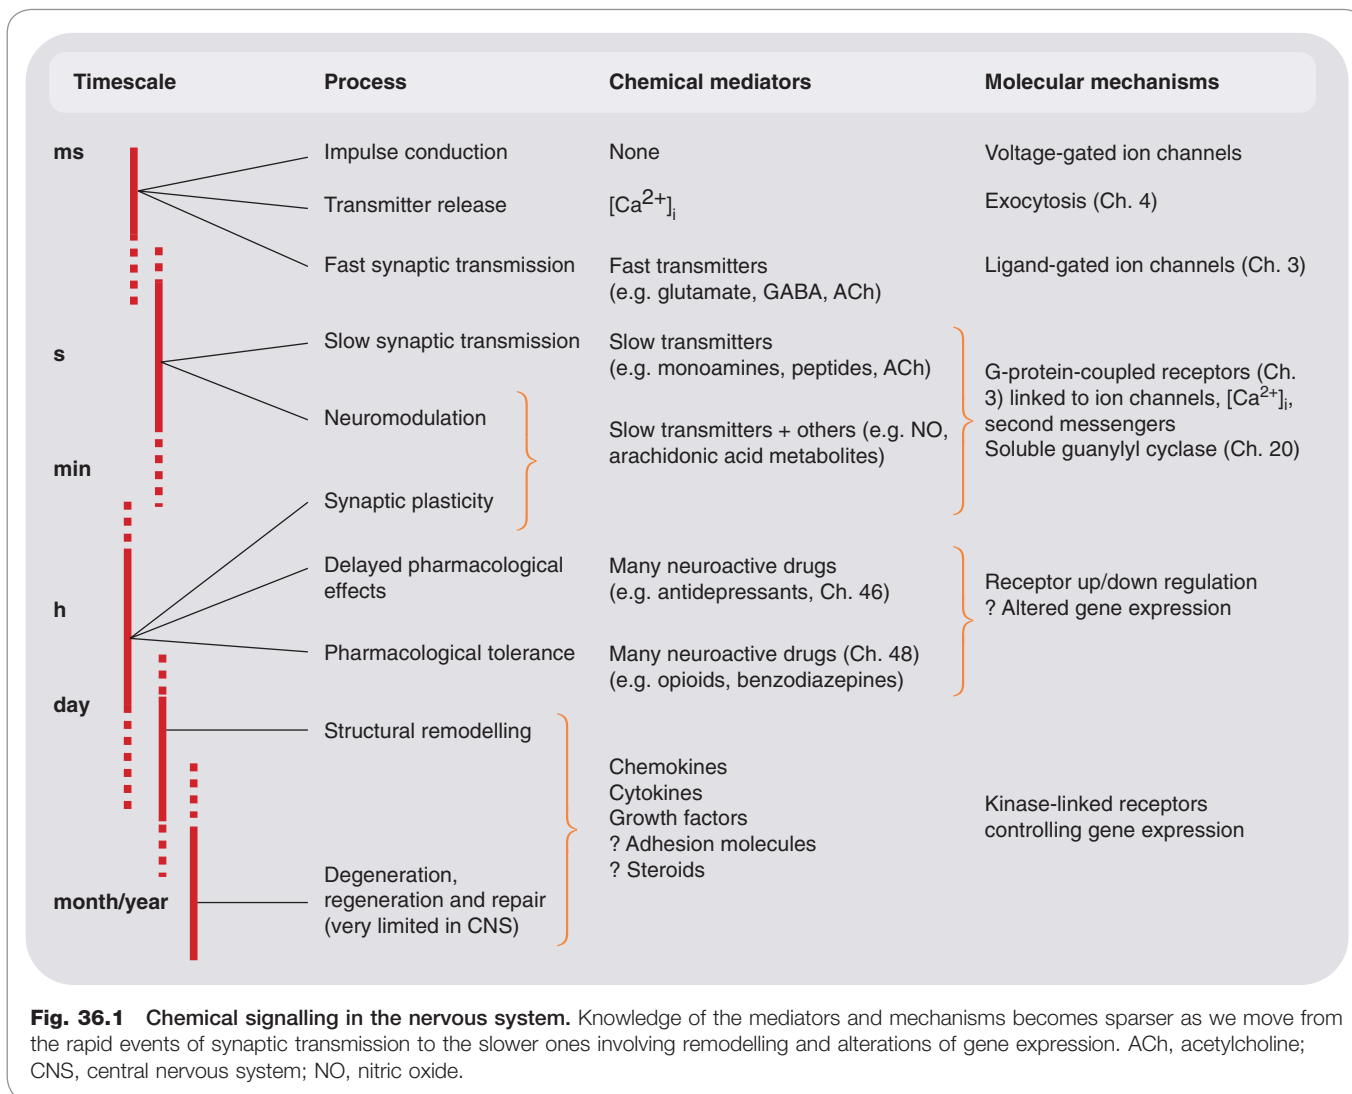 Timescale Process Chemical mediators Molecular mechanisms
ms
Impulse conduction
None
Voltage-gated ion channels
Transmitter release
[Ca2+]i
Exocytosis (Ch. 4)
Fast synaptic transmission
Fast transmitters
(e.g. glutamate, GABA, ACh)
Ligand-gated ion channels (Ch. 3)
s
Slow synaptic transmission
Slow transmitters
(e.g. monoamines, peptides, ACh)
G-protein-coupled receptors (Ch.
3) linked to ion channels, [Ca2+]i,
second messengers
Soluble guanylyl cyclase (Ch. 20)
Neuromodulation
Slow transmitters + others (e.g. NO,
arachidonic acid metabolites)
min
Synaptic plasticity
Delayed pharmacological
effects
Many neuroactive drugs
(e.g. antidepressants, Ch. 46)
Receptor up/down regulation
? Altered gene expression
h
Pharmacological tolerance
Many neuroactive drugs (Ch. 48)
(e.g. opioids, benzodiazepines)
day
Structural remodelling
Chemokines
Cytokines
Growth factors
? Adhesion molecules
? Steroids
Kinase-linked receptors
controlling gene expression
month/year
Degeneration,
regeneration and repair
(very limited in CNS)
Fig. 36.1 Chemical signalling in the nervous system. Knowledge of the mediators and mechanisms becomes sparser as we move from
the rapid events of synaptic transmission to the slower ones involving remodelling and alterations of gene expression. ACh, acetylcholine;
CNS, central nervous system; NO, nitric oxide.